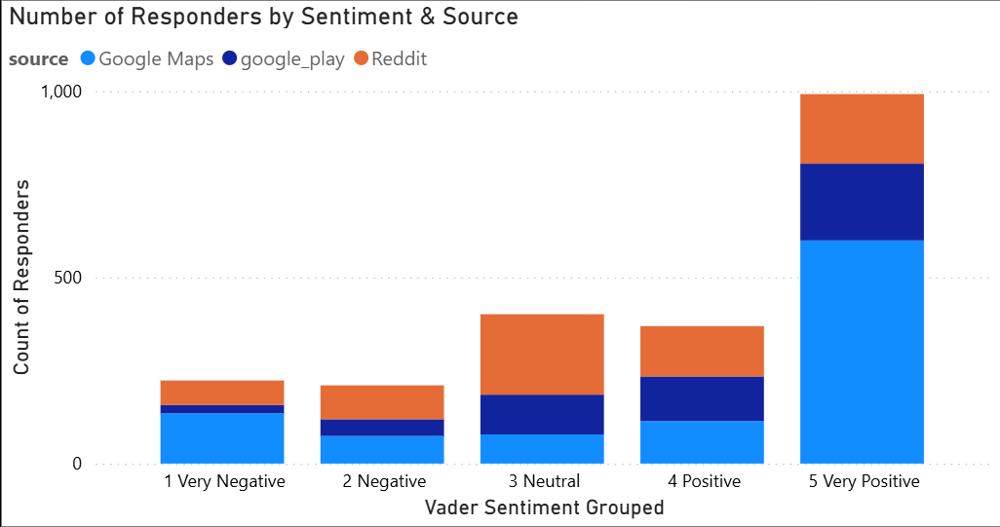 Number of Responders by Sentiment & Source
source Google Maps google_play Reddit
1,000
500
0
Count of Responders
1 Very Negative 2 Negative 3 Neutral 4 Positive 5 Very Positive
Vader Sentiment Grouped